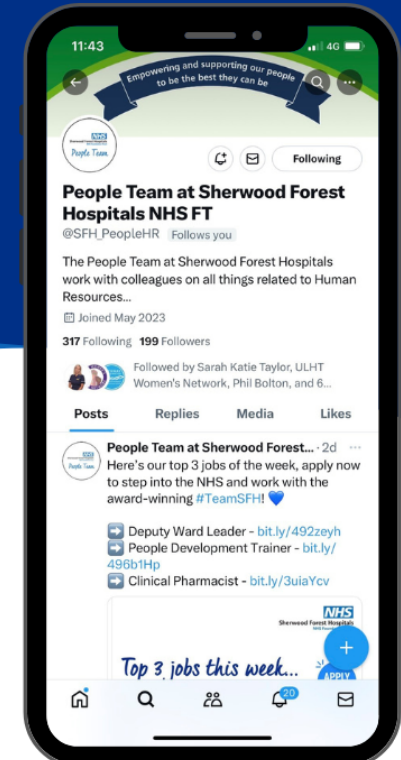 11:43
4G
Empowering and supporting our people
to be the best they can be
NHS
People Team
Following
People Team at Sherwood Forest
Hospitals NHS FT
@SFH_PeopleHR Follows you
The People Team at Sherwood Forest Hospitals
work with colleagues on all things related to Human
Resources...
Joined May 2023
317 Following 199 Followers
Followed by Sarah Katie Taylor, ULHT
Women's Network, Phil Bolton, and 6...
Posts Replies Media Likes
People Team at Sherwood Forest... · 2d
Here's our top 3 jobs of the week, apply now
to step into the NHS and work with the
award-winning #TeamSFH! 💙
➡️ Deputy Ward Leader - bit.ly/492zeyh
➡️ People Development Trainer - bit.ly/
496b1Hp
➡️ Clinical Pharmacist - bit.ly/3uiaYcv
People Team
NHS
Sherwood Forest Hospitals
Top 3 jobs this week...
APPLY
20